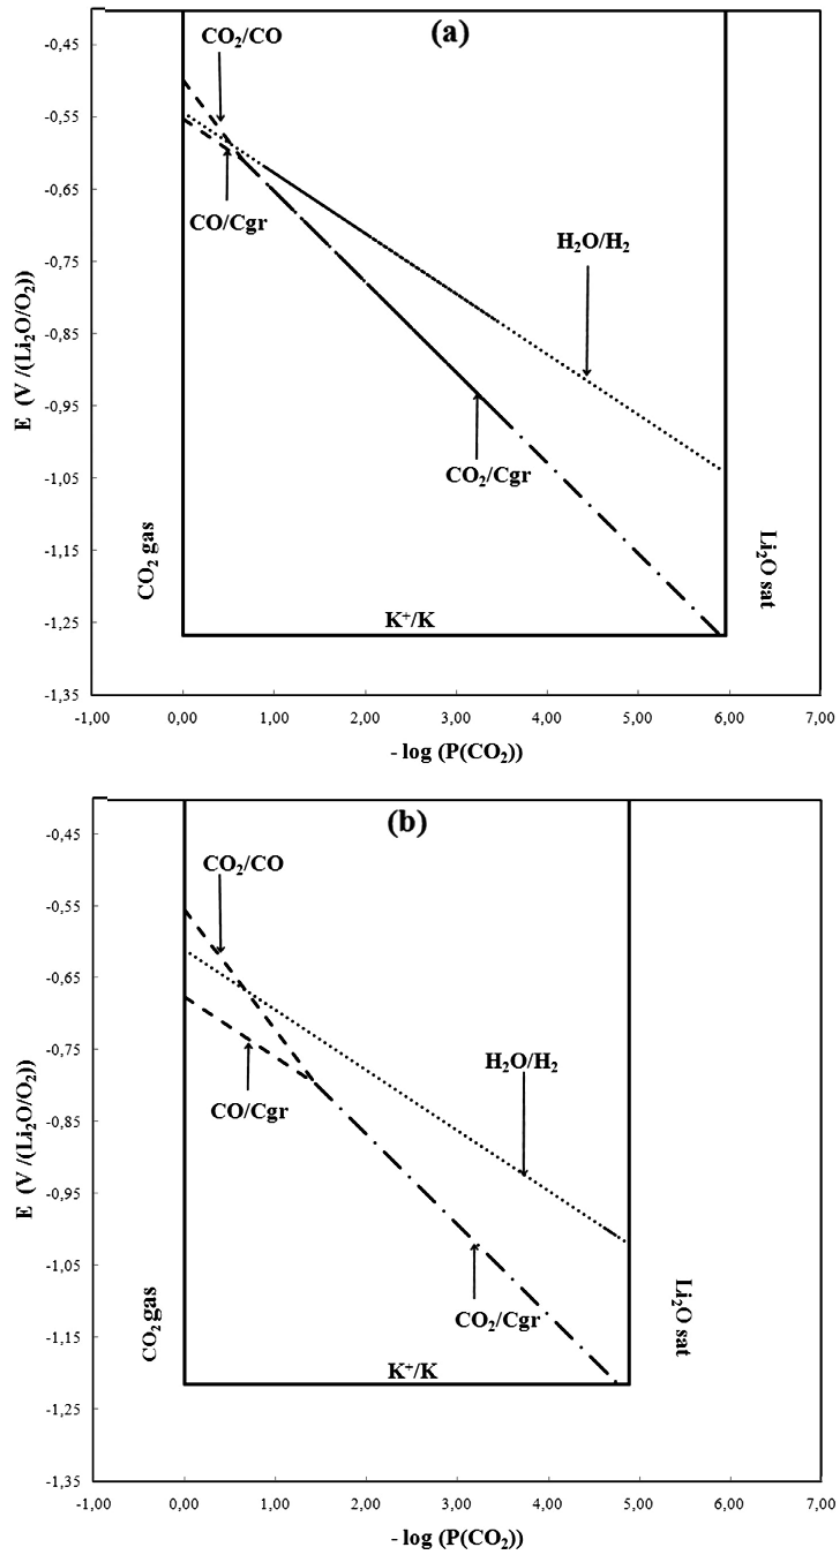 (a)
CO₂/CO
CO/Cgr
H₂O/H₂
CO₂/Cgr
K⁺/K
CO₂ gas
Li₂O sat
E (V /(Li₂O/O₂))
-0,45
-0,55
-0,65
-0,75
-0,85
-0,95
-1,05
-1,15
-1,25
-1,35
-1,00 0,00 1,00 2,00 3,00 4,00 5,00 6,00 7,00
- log (P(CO₂))
(b)
CO₂/CO
CO/Cgr
H₂O/H₂
CO₂/Cgr
K⁺/K
CO₂ gas
Li₂O sat
E (V /(Li₂O/O₂))
-0,45
-0,55
-0,65
-0,75
-0,85
-0,95
-1,05
-1,15
-1,25
-1,35
-1,00 0,00 1,00 2,00 3,00 4,00 5,00 6,00 7,00
- log (P(CO₂))